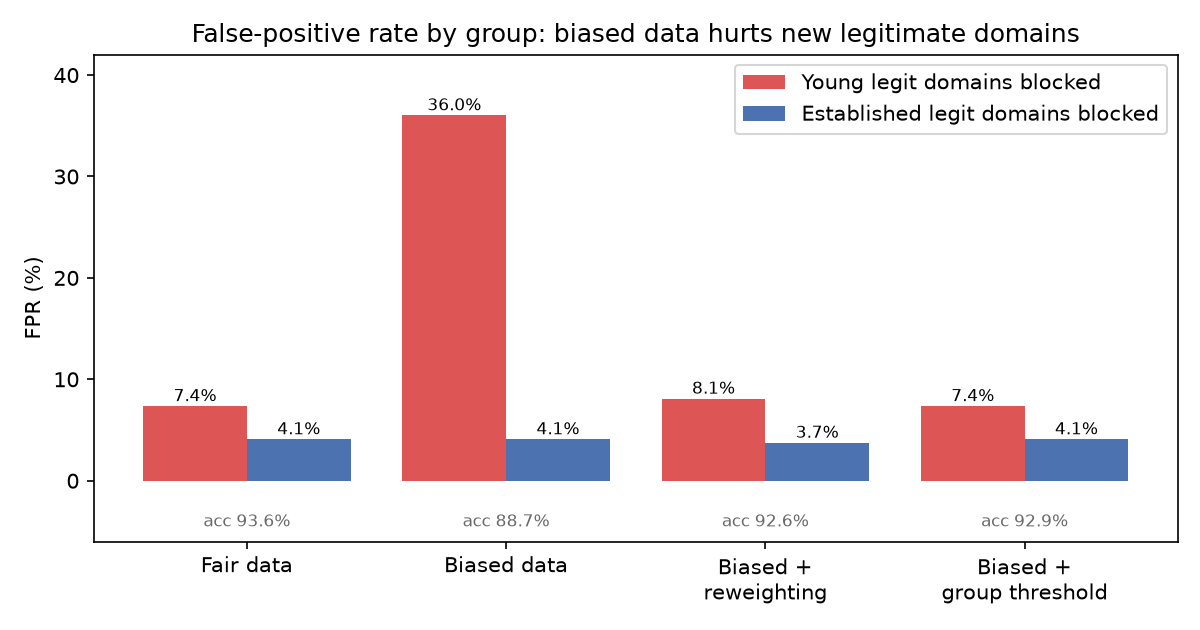 False-positive rate by group: biased data hurts new legitimate domains
Young legit domains blocked
Established legit domains blocked
FPR (%)
40
30
20
10
0
7.4%
4.1%
36.0%
4.1%
8.1%
3.7%
7.4%
4.1%
acc 93.6%
acc 88.7%
acc 92.6%
acc 92.9%
Fair data
Biased data
Biased +
reweighting
Biased +
group threshold